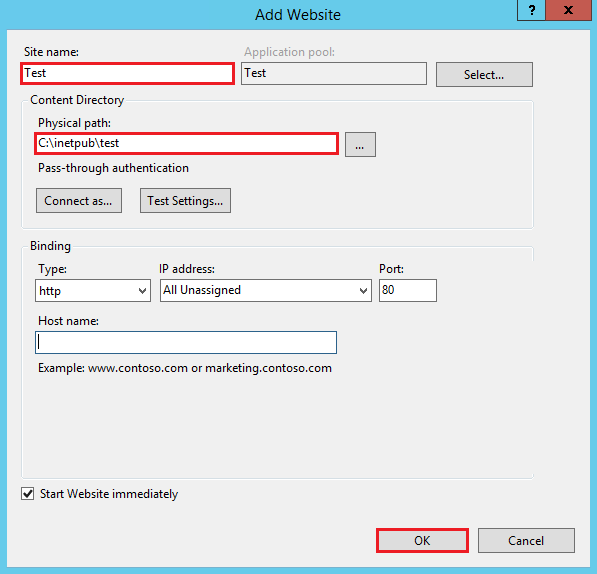 Add Website
?
x
Site name:
Application pool:
Test
Test
Select...
Content Directory
Physical path:
C:\inetpub\test
...
Pass-through authentication
Connect as...
Test Settings...
Binding
Type:
IP address:
Port:
http
All Unassigned
80
Host name:
Example: www.contoso.com or marketing.contoso.com
Start Website immediately
OK
Cancel